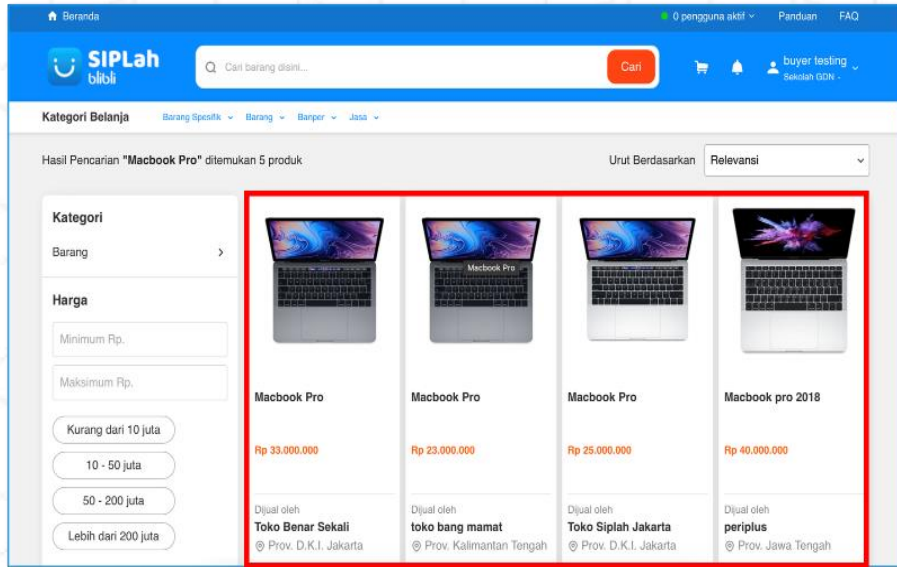 Beranda
0 pengguna aktif
Panduan
FAQ
SIPLah
blibli
Cari barang disini...
Cari
buyer testing
Sekolah GDN -
Kategori Belanja
Barang Spesifik
Barang
Banper
Jasa
Hasil Pencarian "Macbook Pro" ditemukan 5 produk
Urut Berdasarkan
Relevansi
Kategori
Barang
Harga
Minimum Rp.
Maksimum Rp.
Kurang dari 10 juta
10 - 50 juta
50 - 200 juta
Lebih dari 200 juta
Macbook Pro
Macbook Pro
Rp 33.000.000
Dijual oleh
Toko Benar Sekali
Prov. D.K.I. Jakarta
Macbook Pro
Rp 23.000.000
Dijual oleh
toko bang mamat
Prov. Kalimantan Tengah
Macbook Pro
Rp 25.000.000
Dijual oleh
Toko Siplah Jakarta
Prov. D.K.I. Jakarta
Macbook pro 2018
Rp 40.000.000
Dijual oleh
periplus
Prov. Jawa Tengah